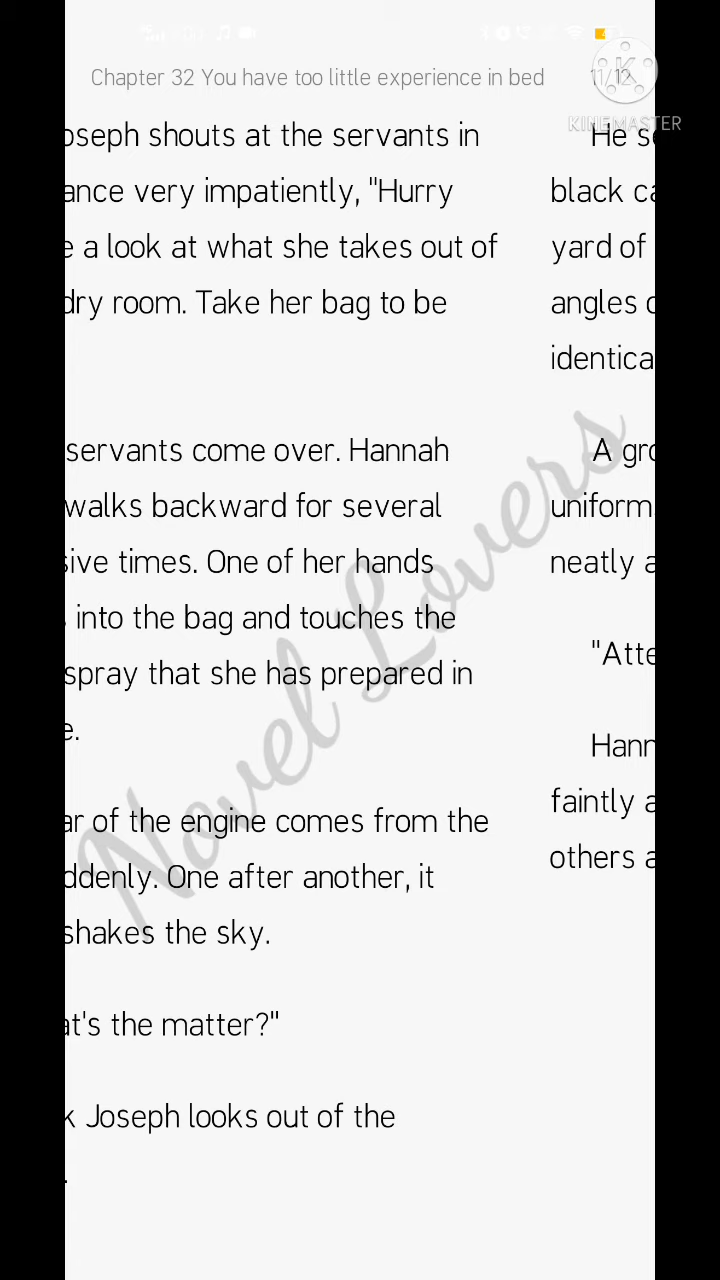 Chapter 32 You have too little experience in bed 11/12
KINEMASTER
oseph shouts at the servants in
ance very impatiently, "Hurry
e a look at what she takes out of
dry room. Take her bag to be
servants come over. Hannah
walks backward for several
sive times. One of her hands
into the bag and touches the
spray that she has prepared in
e.
ar of the engine comes from the
ddenly. One after another, it
shakes the sky.
at's the matter?"
k Joseph looks out of the
.
He s
black ca
yard of
angles
identica
A gro
uniform
neatly a
"Atte
Hann
faintly a
others a
Novel Lovers